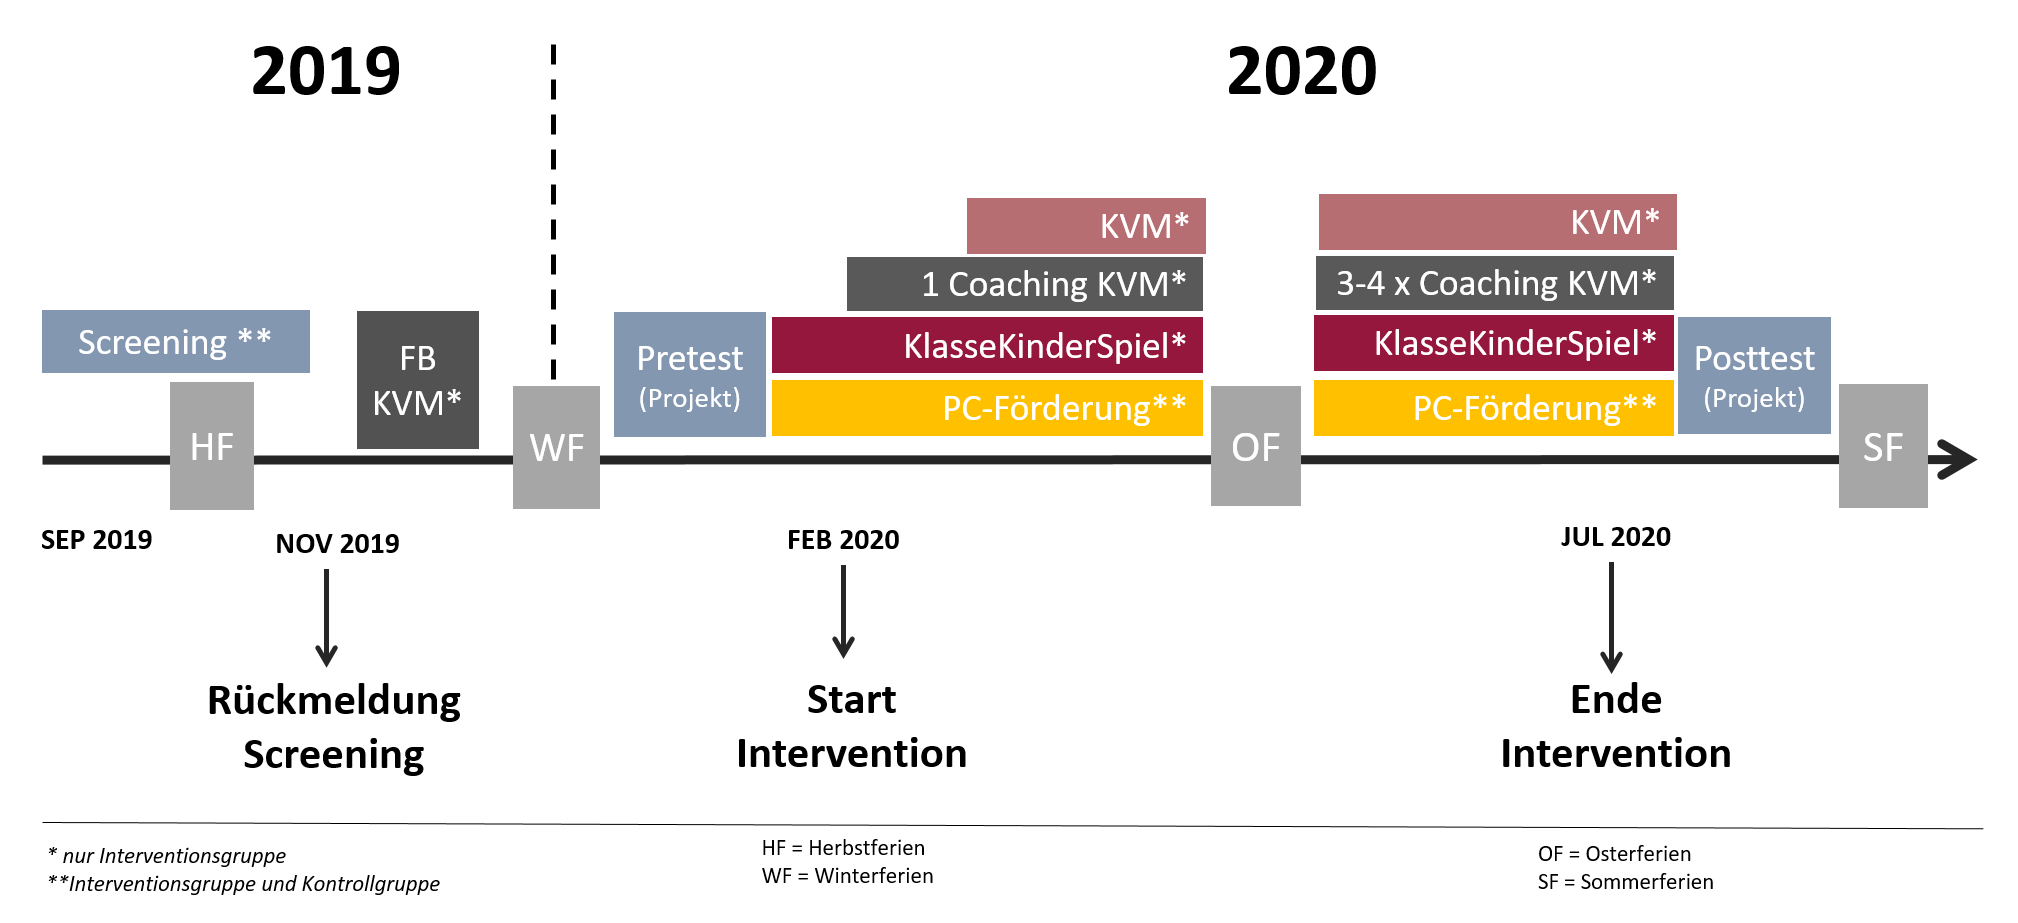 2019
2020
KVM*
KVM*
1 Coaching KVM*
3-4 x Coaching KVM*
Screening **
FB
KVM*
Pretest
(Projekt)
KlasseKinderSpiel*
KlasseKinderSpiel*
Posttest
(Projekt)
PC-Förderung**
PC-Förderung**
HF
WF
OF
SF
SEP 2019
NOV 2019
FEB 2020
JUL 2020
Rückmeldung
Screening
Start
Intervention
Ende
Intervention
* nur Interventionsgruppe
**Interventionsgruppe und Kontrollgruppe
HF = Herbstferien
WF = Winterferien
OF = Osterferien
SF = Sommerferien